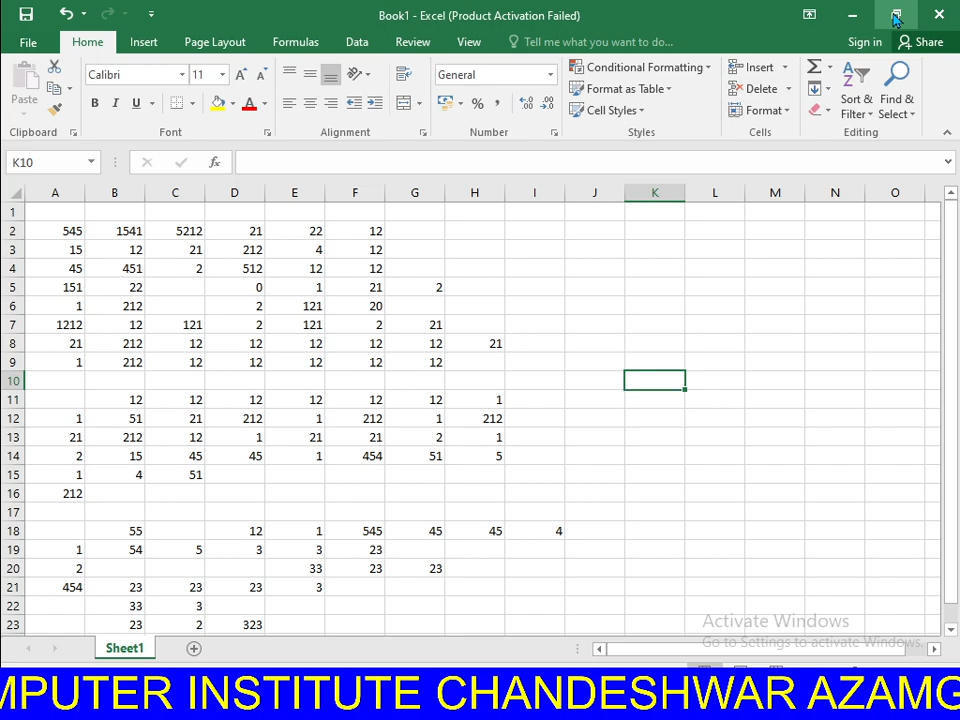 Book1 - Excel (Product Activation Failed)
File Home Insert Page Layout Formulas Data Review View Tell me what you want to do... Sign in Share
Paste Calibri 11 General Conditional Formatting Insert Sort & Find &
B I U Format as Table Delete Filter Select
Cell Styles Format
Clipboard Font Alignment Number Styles Cells Editing
K10 fx
A B C D E F G H I J K L M N O
1
2 545 1541 5212 21 22 12
3 15 12 21 212 4 12
4 45 451 2 512 12 12
5 151 22 0 1 21 2
6 1 212 2 121 20
7 1212 12 121 2 121 2 21
8 21 212 12 12 12 12 12 21
9 1 212 12 12 12 12 12
10
11 12 12 12 12 12 12 1
12 1 51 21 212 1 212 1 212
13 21 212 12 1 21 21 2 1
14 2 15 45 45 1 454 51 5
15 1 4 51
16 212
17
18 55 12 1 545 45 45 4
19 1 54 5 3 3 23
20 2 33 23 23
21 454 23 23 23 3
22 33 3
23 23 2 323
Activate Windows
Go to Settings to activate Windows.
Sheet1
MPUTER INSTITUTE CHANDESHWAR AZAMG